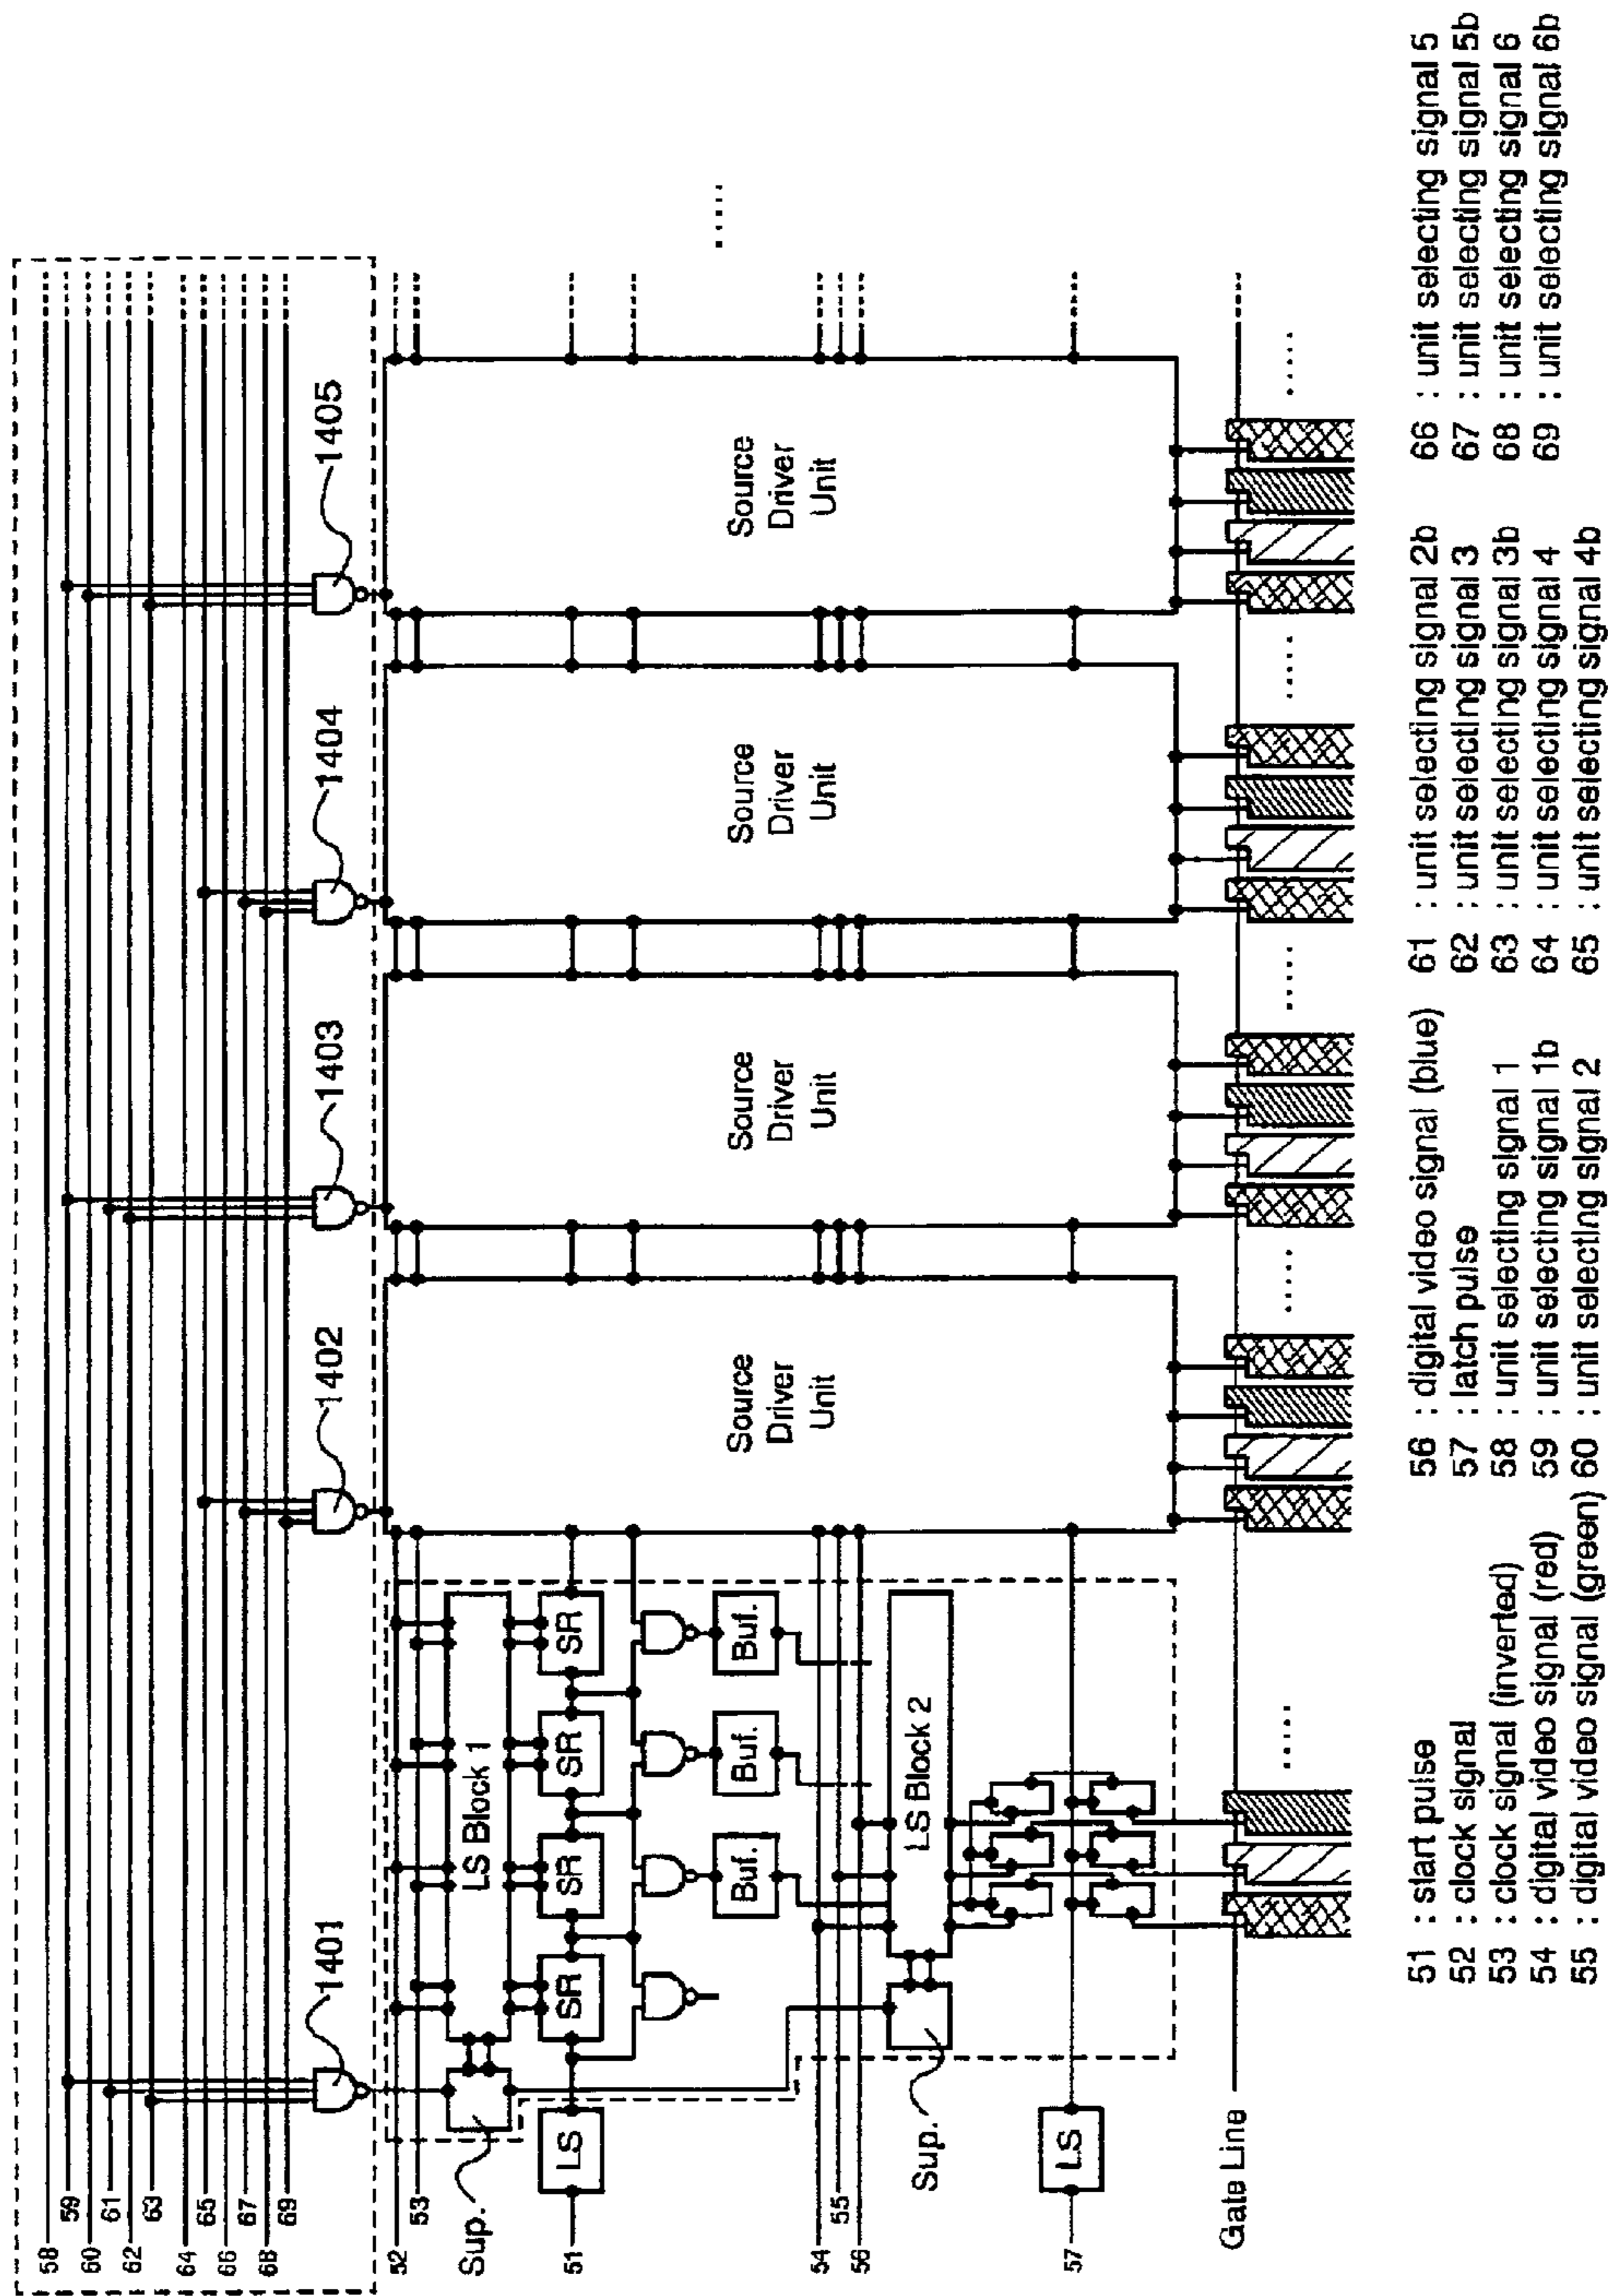 58
59
60
61
62
63
64
65
66
67
68
69
1401
1402
1403
1404
1405
52
53
Sup.
LS Block 1
51
LS
SR
SR
SR
SR
Buf.
Buf.
Buf.
Source
Driver
Unit
Source
Driver
Unit
Source
Driver
Unit
Source
Driver
Unit
.....
54
55
56
Sup.
LS Block 2
57
LS
Gate Line
.....
.....
.....
.....
.....
51 : start pulse
52 : clock signal
53 : clock signal (inverted)
54 : digital video signal (red)
55 : digital video signal (green)
56 : digital video signal (blue)
57 : latch pulse
58 : unit selecting signal 1
59 : unit selecting signal 1b
60 : unit selecting signal 2
61 : unit selecting signal 2b
62 : unit selecting signal 3
63 : unit selecting signal 3b
64 : unit selecting signal 4
65 : unit selecting signal 4b
66 : unit selecting signal 5
67 : unit selecting signal 5b
68 : unit selecting signal 6
69 : unit selecting signal 6b